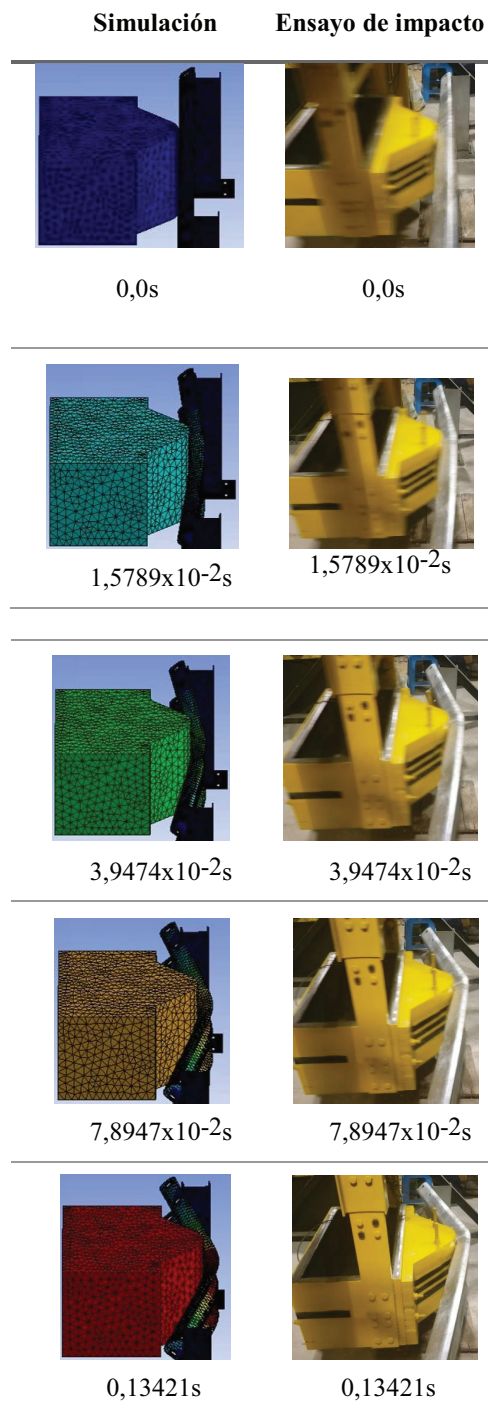 Simulación Ensayo de impacto
0,0s 0,0s
1,5789x10-2s 1,5789x10-2s
3,9474x10-2s 3,9474x10-2s
7,8947x10-2s 7,8947x10-2s
0,13421s 0,13421s